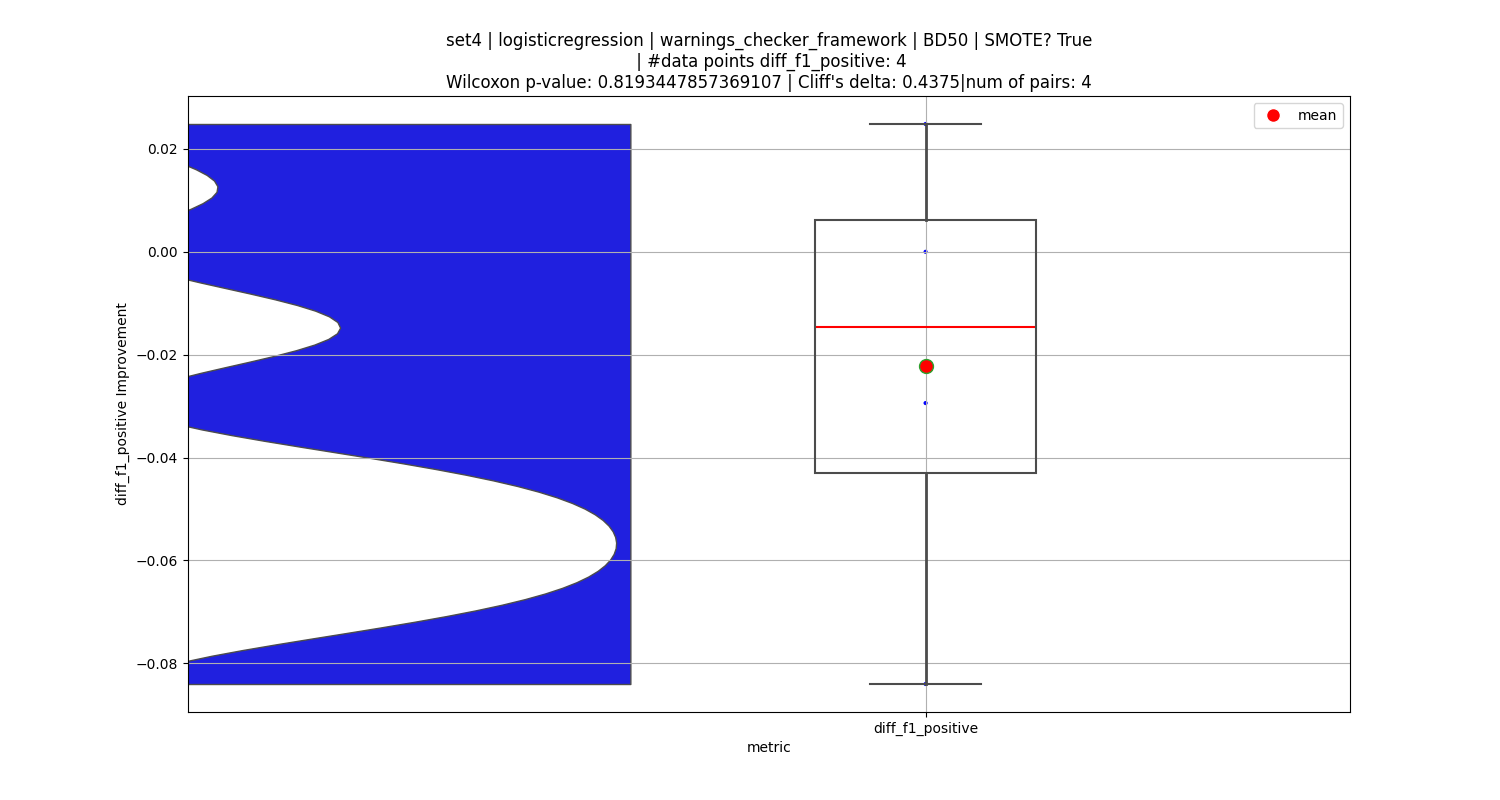 set4 | logisticregression | warnings_checker_framework | BD50 | SMOTE? True
| #data points diff_f1_positive: 4
Wilcoxon p-value: 0.8193447857369107 | Cliff's delta: 0.4375|num of pairs: 4
mean
0.02
0.00
−0.02
−0.04
−0.06
−0.08
diff_f1_positive Improvement
diff_f1_positive
metric